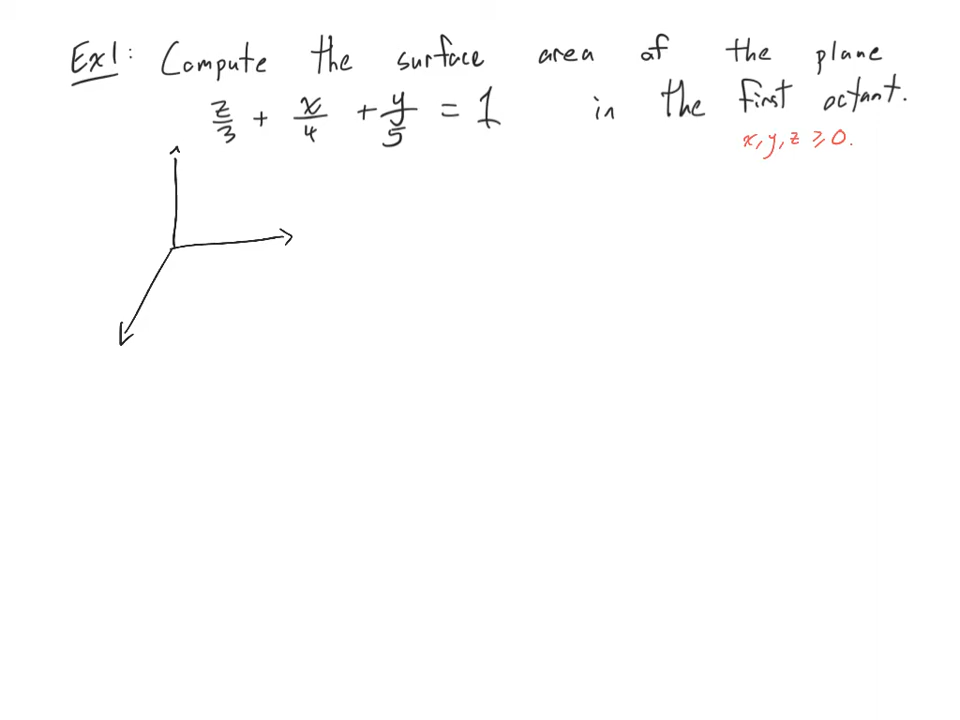 Ex1: Compute the surface area of the plane
z/3 + x/4 + y/5 = 1 in the first octant.
x, y, z ≥ 0.